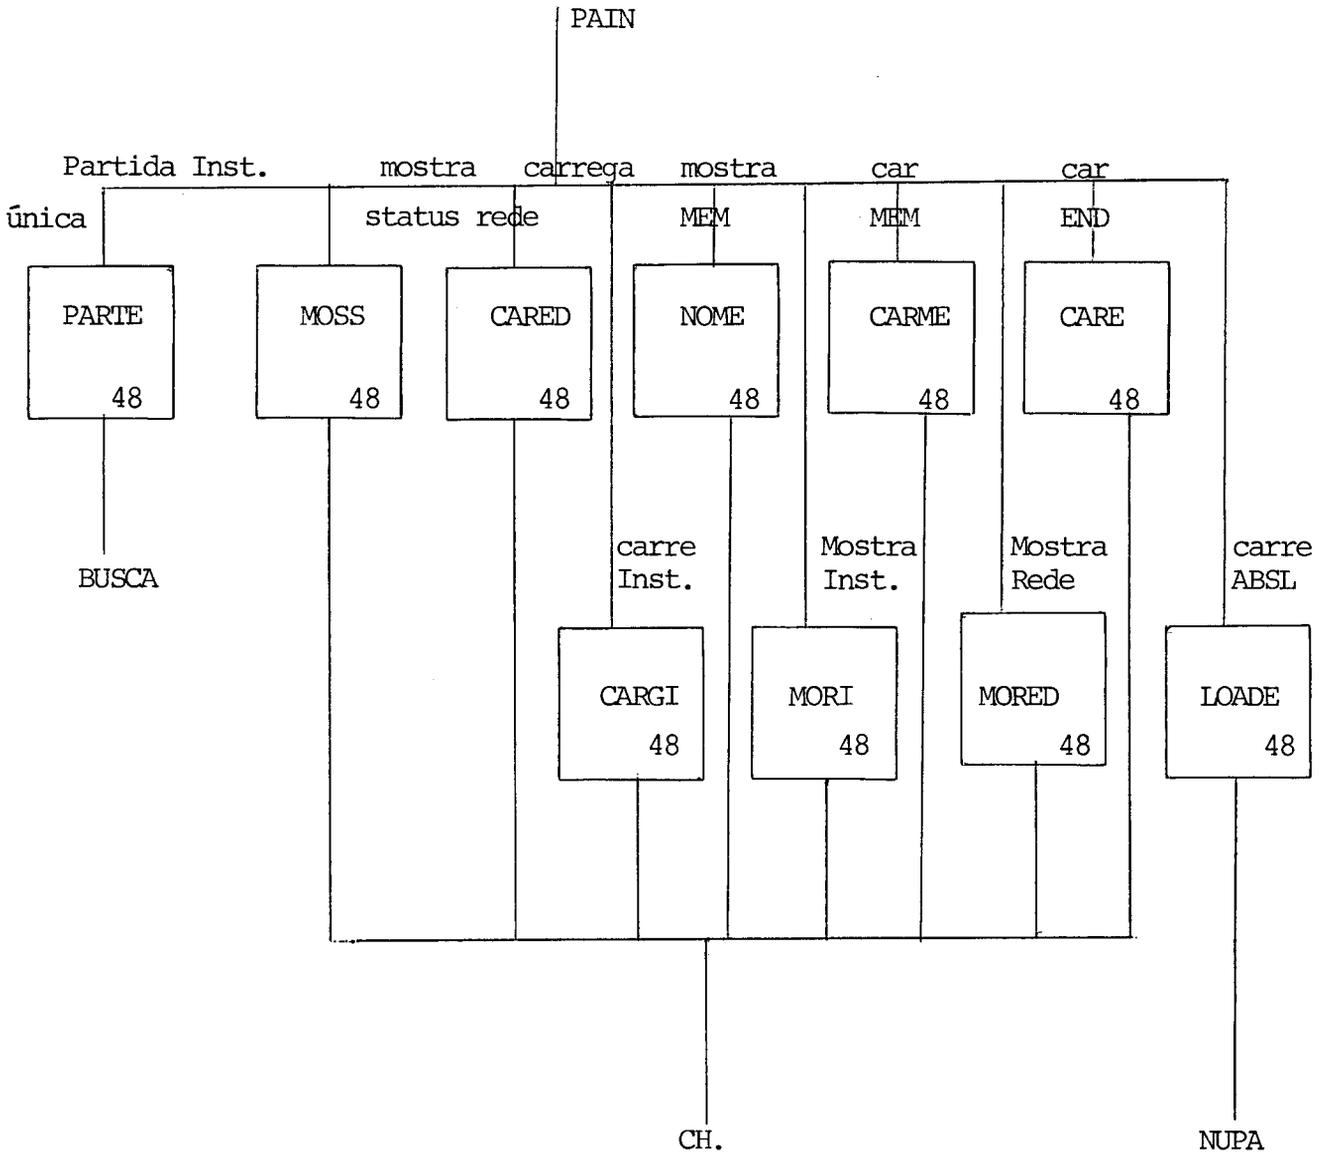 PAIN
Partida Inst. mostra carrega mostra car car
única status rede MEM MEM END
PARTE MOSS CARED NOME CARME CARE
48 48 48 48 48 48
carre Mostra Mostra carre
BUSCA Inst. Inst. Rede ABSL
CARGI MORI MORED LOADE
48 48 48 48
CH. NUPA